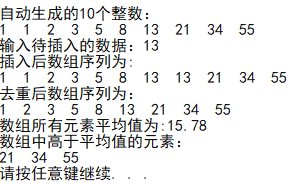 自动生成的10个整数:
1 1 2 3 5 8 13 21 34 55
输入待插入的数据: 13
插入后数组序列为:
1 1 2 3 5 8 13 13 21 34 55
去重后数组序列为:
1 2 3 5 8 13 21 34 55
数组所有元素平均值为:15.78
数组中高于平均值的元素:
21 34 55
请按任意键继续. . .